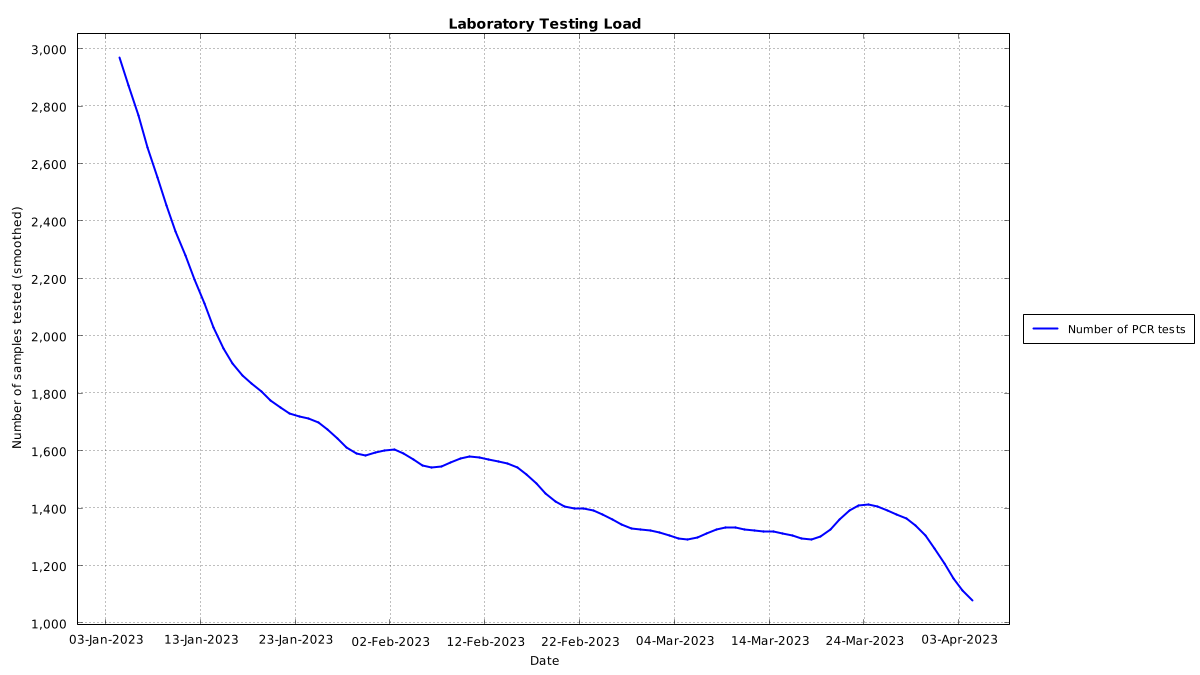 Laboratory Testing Load
3,000
2,800
2,600
2,400
2,200
2,000
1,800
1,600
1,400
1,200
1,000
Number of samples tested (smoothed)
03-Jan-2023 13-Jan-2023 23-Jan-2023 02-Feb-2023 12-Feb-2023 22-Feb-2023 04-Mar-2023 14-Mar-2023 24-Mar-2023 03-Apr-2023
Date
Number of PCR tests